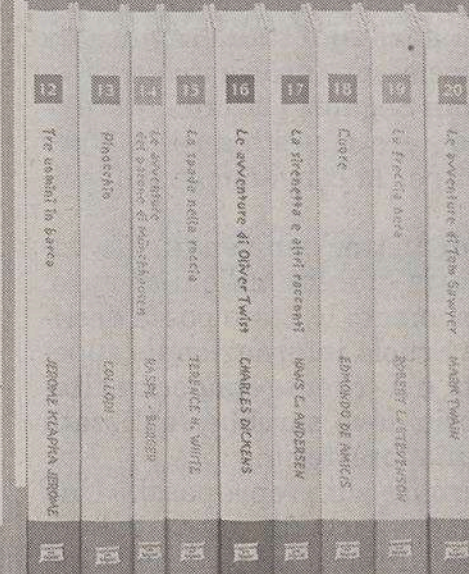 12
Tre uomini in barca
JEROME KLAPKA JEROME
13
Pinocchio
COLLODI
14
Le avventure
del barone di Münchhausen
RASPE - BÜRGER
15
La spada nella roccia
TERENCE H. WHITE
16
Le avventure di Oliver Twist
CHARLES DICKENS
17
La sirenetta e altri racconti
HANS C. ANDERSEN
18
Cuore
EDMONDO DE AMICIS
19
La freccia nera
ROBERT L. STEVENSON
20
Le avventure di Tom Sawyer
MARK TWAIN